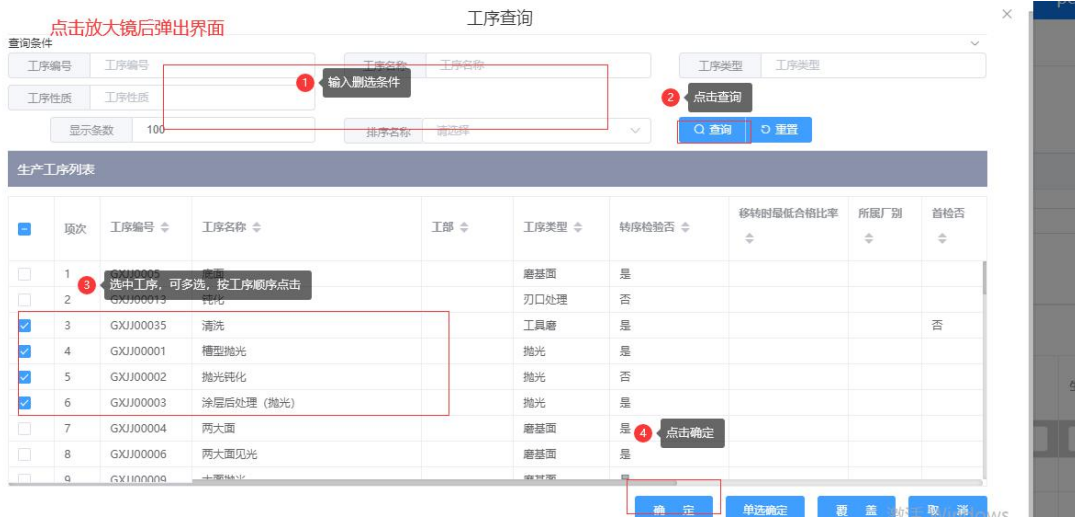 工序查询
点击放大镜后弹出界面
查询条件
工序编号 工序编号 工序名称 工序名称 工序类型 工序类型
1 输入删选条件
2 点击查询
工序性质 工序性质
显示条数 100 排序名称 请选择 查询 重置
生产工序列表
项次 工序编号 工序名称 工部 工序类型 转序检验否 移转时最低合格比率 所属厂别 首检否
1 GXJJ0005 底面 磨基面 是
3 选中工序，可多选，按工序顺序点击
2 GXJJ00013 钝化 刃口处理 否
3 GXJJ00035 清洗 工具磨 是 否
4 GXJJ00001 槽型抛光 抛光 是
5 GXJJ00002 抛光钝化 抛光 否
6 GXJJ00003 涂层后处理（抛光） 抛光 是
7 GXJJ00004 两大面 磨基面 是
4 点击确定
8 GXJJ00006 两大面见光 磨基面 是
9 GXJJ00009
确 定 单选确定 覆 盖 取 消